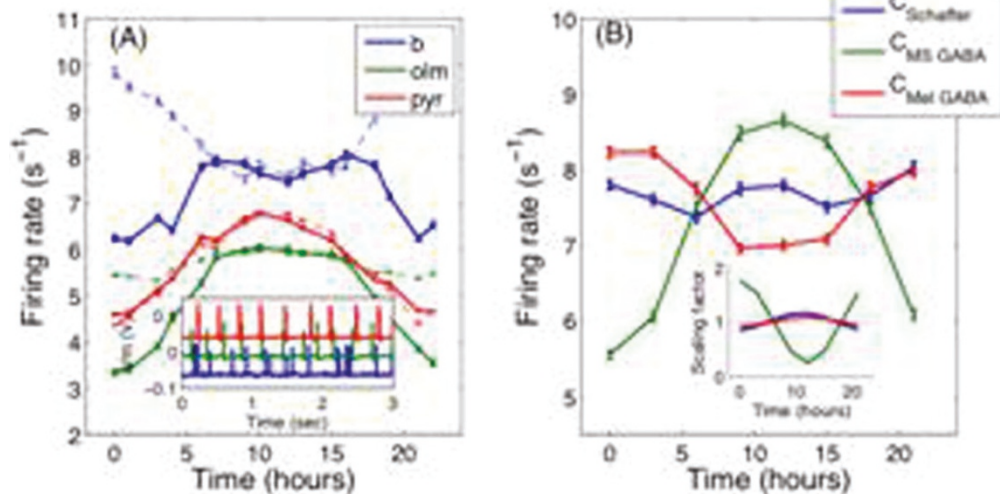 (A)
b
olm
pyr
11
10
9
8
7
6
5
4
3
2
Firing rate (s⁻¹)
0
5
10
15
20
Time (hours)
0
0
-0.1
0
1
2
3
Time (sec)
(B)
C Schaffer
C MS GABA
C Mel GABA
10
9
8
7
6
5
Firing rate (s⁻¹)
0
5
10
15
20
Time (hours)
Scaling factor
2
1
0
0
10
20
Time (hours)